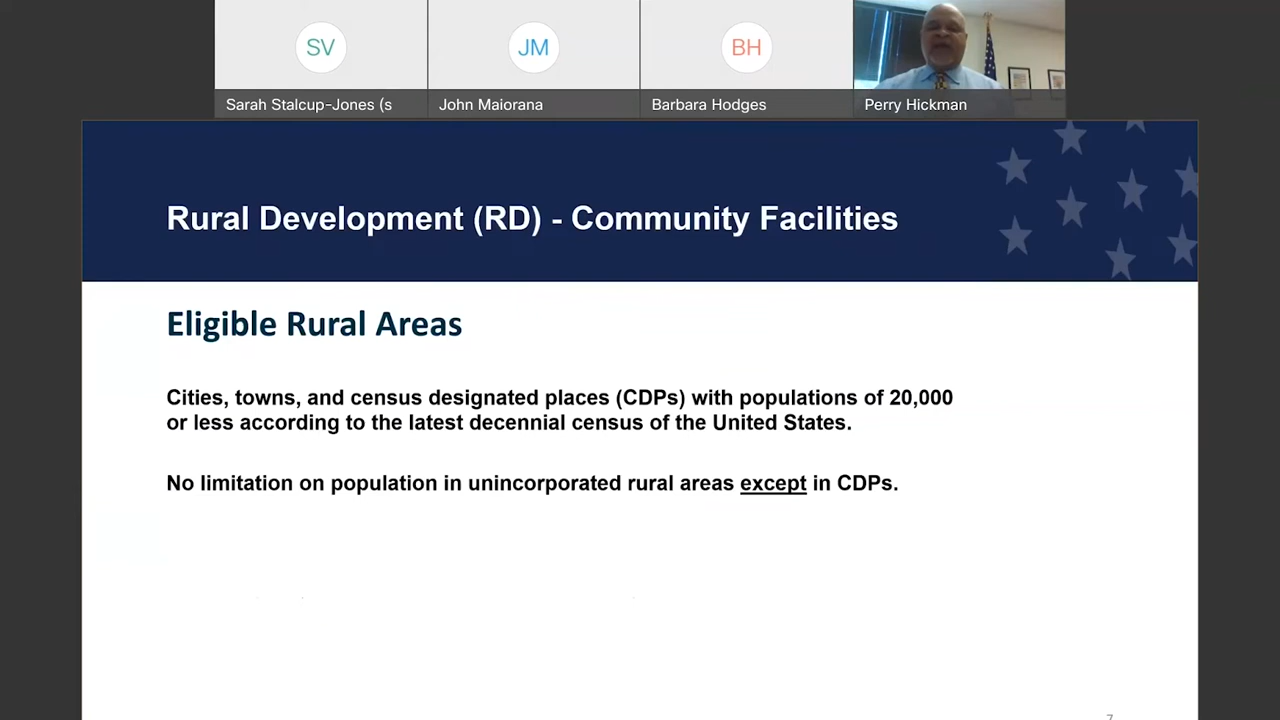 SV
JM
BH
Sarah Stalcup-Jones (s
John Maiorana
Barbara Hodges
Perry Hickman
Rural Development (RD) - Community Facilities
Eligible Rural Areas
Cities, towns, and census designated places (CDPs) with populations of 20,000
or less according to the latest decennial census of the United States.
No limitation on population in unincorporated rural areas except in CDPs.
7